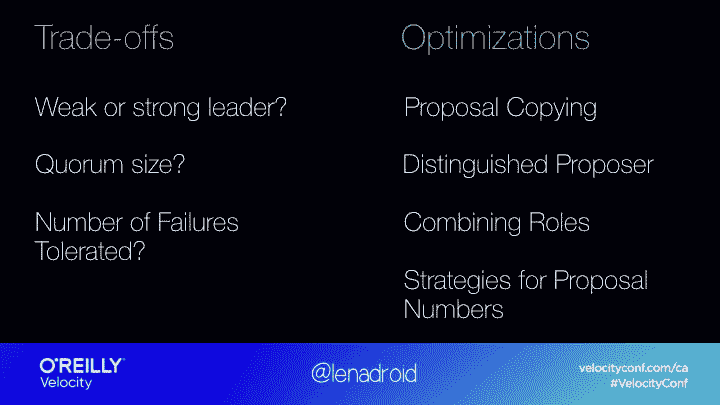 Trade-offs
Weak or strong leader?
Quorum size?
Number of Failures
Tolerated?
Optimizations
Proposal Copying
Distinguished Proposer
Combining Roles
Strategies for Proposal
Numbers
O'REILLY
Velocity
@lenadroid
velocityconf.com/ca
#VelocityConf